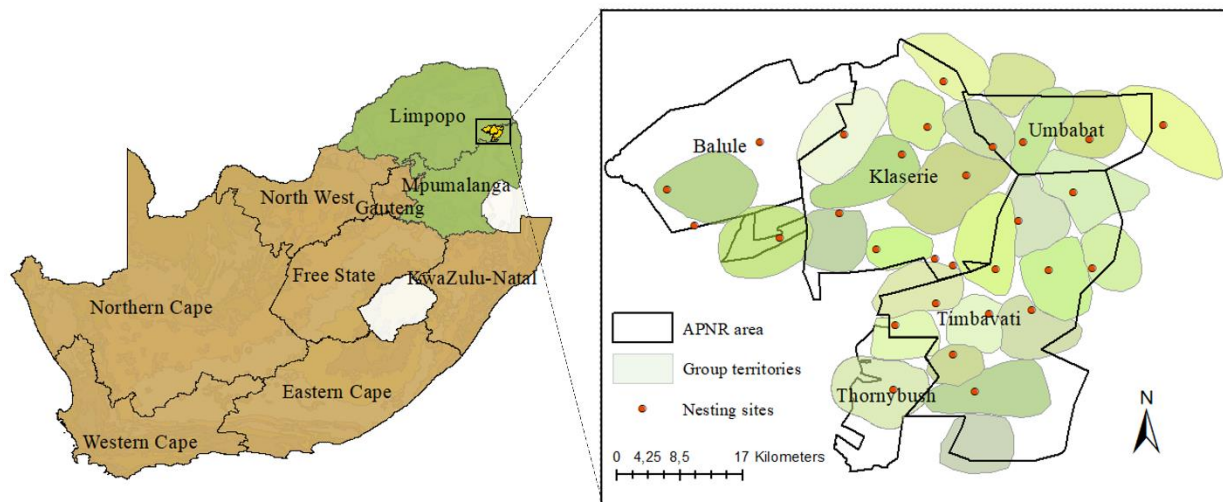 Limpopo
North West
Mpumalanga
Gauteng
Free State
KwaZulu-Natal
Northern Cape
Eastern Cape
Western Cape
Balule
Klaserie
Umbabat
Timbavati
Thornybush
APNR area
Group territories
Nesting sites
0 4,25 8,5 17 Kilometers
N